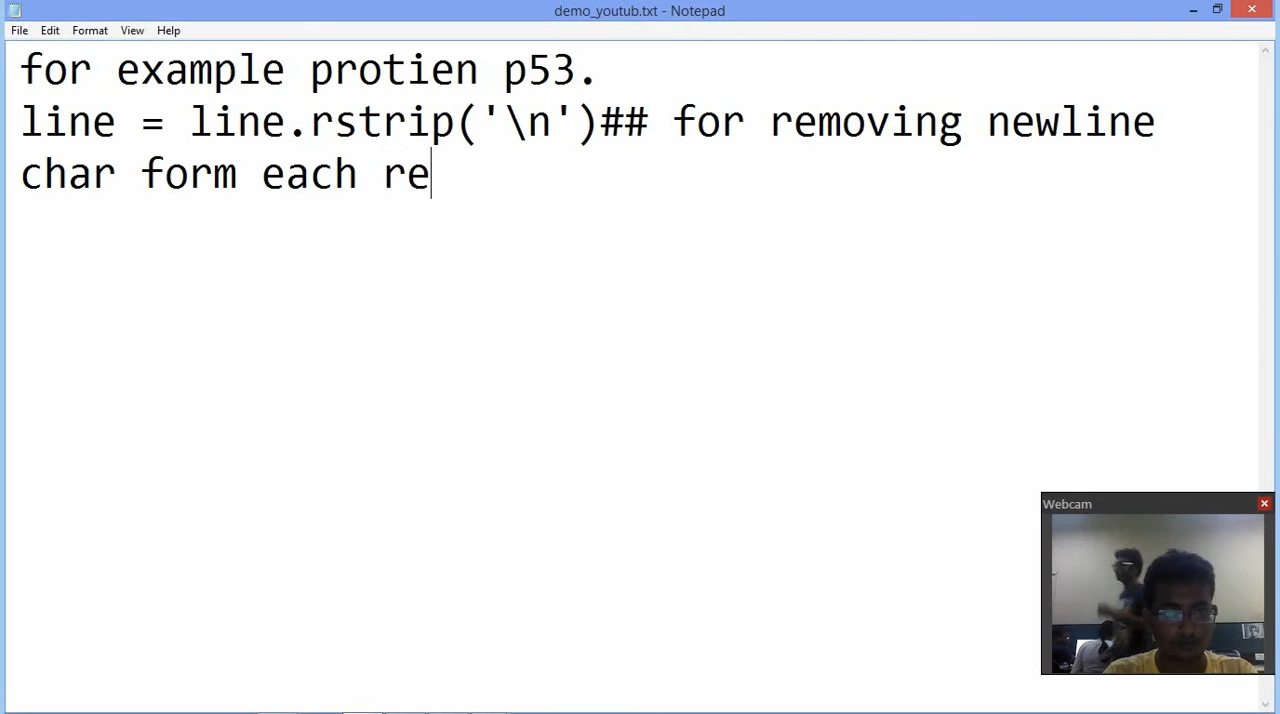 demo_youtub.txt - Notepad
File Edit Format View Help
for example protien p53.
line = line.rstrip('\n')## for removing newline
char form each re
Webcam